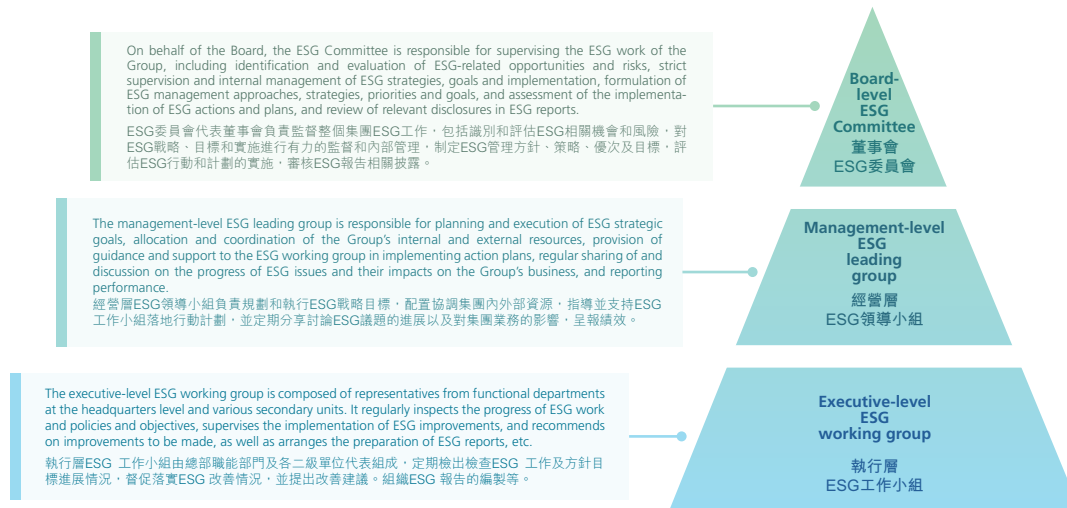 On behalf of the Board, the ESG Committee is responsible for supervising the ESG work of the
Group, including identification and evaluation of ESG-related opportunities and risks, strict
supervision and internal management of ESG strategies, goals and implementation, formulation of
ESG management approaches, strategies, priorities and goals, and assessment of the implementa-
tion of ESG actions and plans, and review of relevant disclosures in ESG reports.
ESG委員會代表董事會負責監督整個集團ESG工作，包括識別和評估ESG相關機會和風險，對
ESG戰略、目標和實施進行有力的監督和內部管理，制定ESG管理方針、策略、優次及目標，評
估ESG行動和計劃的實施，審核ESG報告相關披露。
Board-
level
ESG
Committee
董事會
ESG委員會
The management-level ESG leading group is responsible for planning and execution of ESG strategic
goals, allocation and coordination of the Group's internal and external resources, provision of
guidance and support to the ESG working group in implementing action plans, regular sharing of and
discussion on the progress of ESG issues and their impacts on the Group's business, and reporting
performance.
經營層ESG領導小組負責規劃和執行ESG戰略目標，配置協調集團內外部資源，指導並支持ESG
工作小組落地行動計劃，並定期分享討論ESG議題的進展以及對集團業務的影響，呈報績效。
Management-level
ESG
leading
group
經營層
ESG領導小組
The executive-level ESG working group is composed of representatives from functional departments
at the headquarters level and various secondary units. It regularly inspects the progress of ESG work
and policies and objectives, supervises the implementation of ESG improvements, and recommends
on improvements to be made, as well as arranges the preparation of ESG reports, etc.
執行層ESG 工作小組由總部職能部門及各二級單位代表組成，定期檢出檢查ESG 工作及方針目
標進展情況，督促落實ESG 改善情況，並提出改善建議。組織ESG 報告的編製等。
Executive-level
ESG
working group
執行層
ESG工作小組